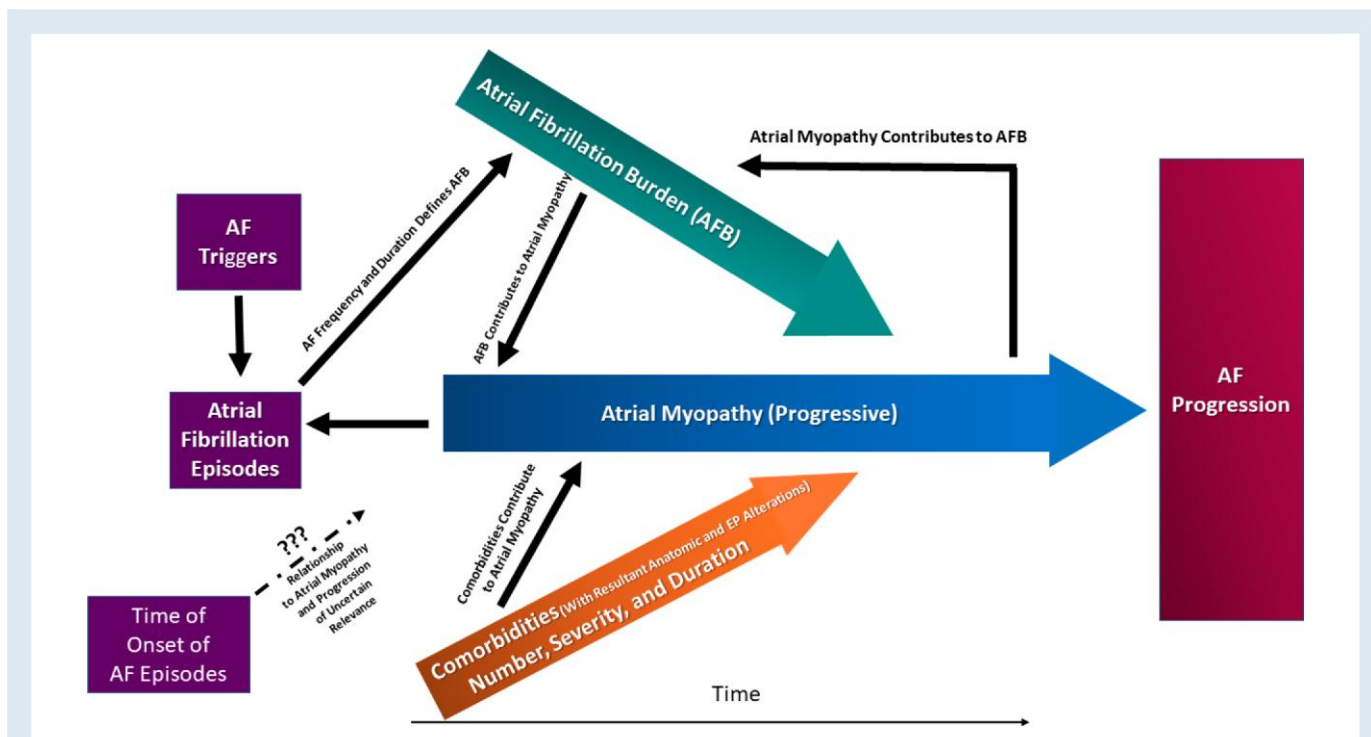 Atrial Fibrillation Burden (AFB)
Atrial Myopathy Contributes to AFB
AF
Triggers
AF Frequency and Duration Defines AFB
AFB Contributes to Atrial Myopathy
Atrial
Fibrillation
Episodes
Atrial Myopathy (Progressive)
AF
Progression
???
Relationship
to Atrial Myopathy
and Progression
of Uncertain
Relevance
Comorbidities Contribute
to Atrial Myopathy
Comorbidities (With Resultant Anatomic and EP Alterations)
Number, Severity, and Duration
Time of
Onset of
AF Episodes
Time